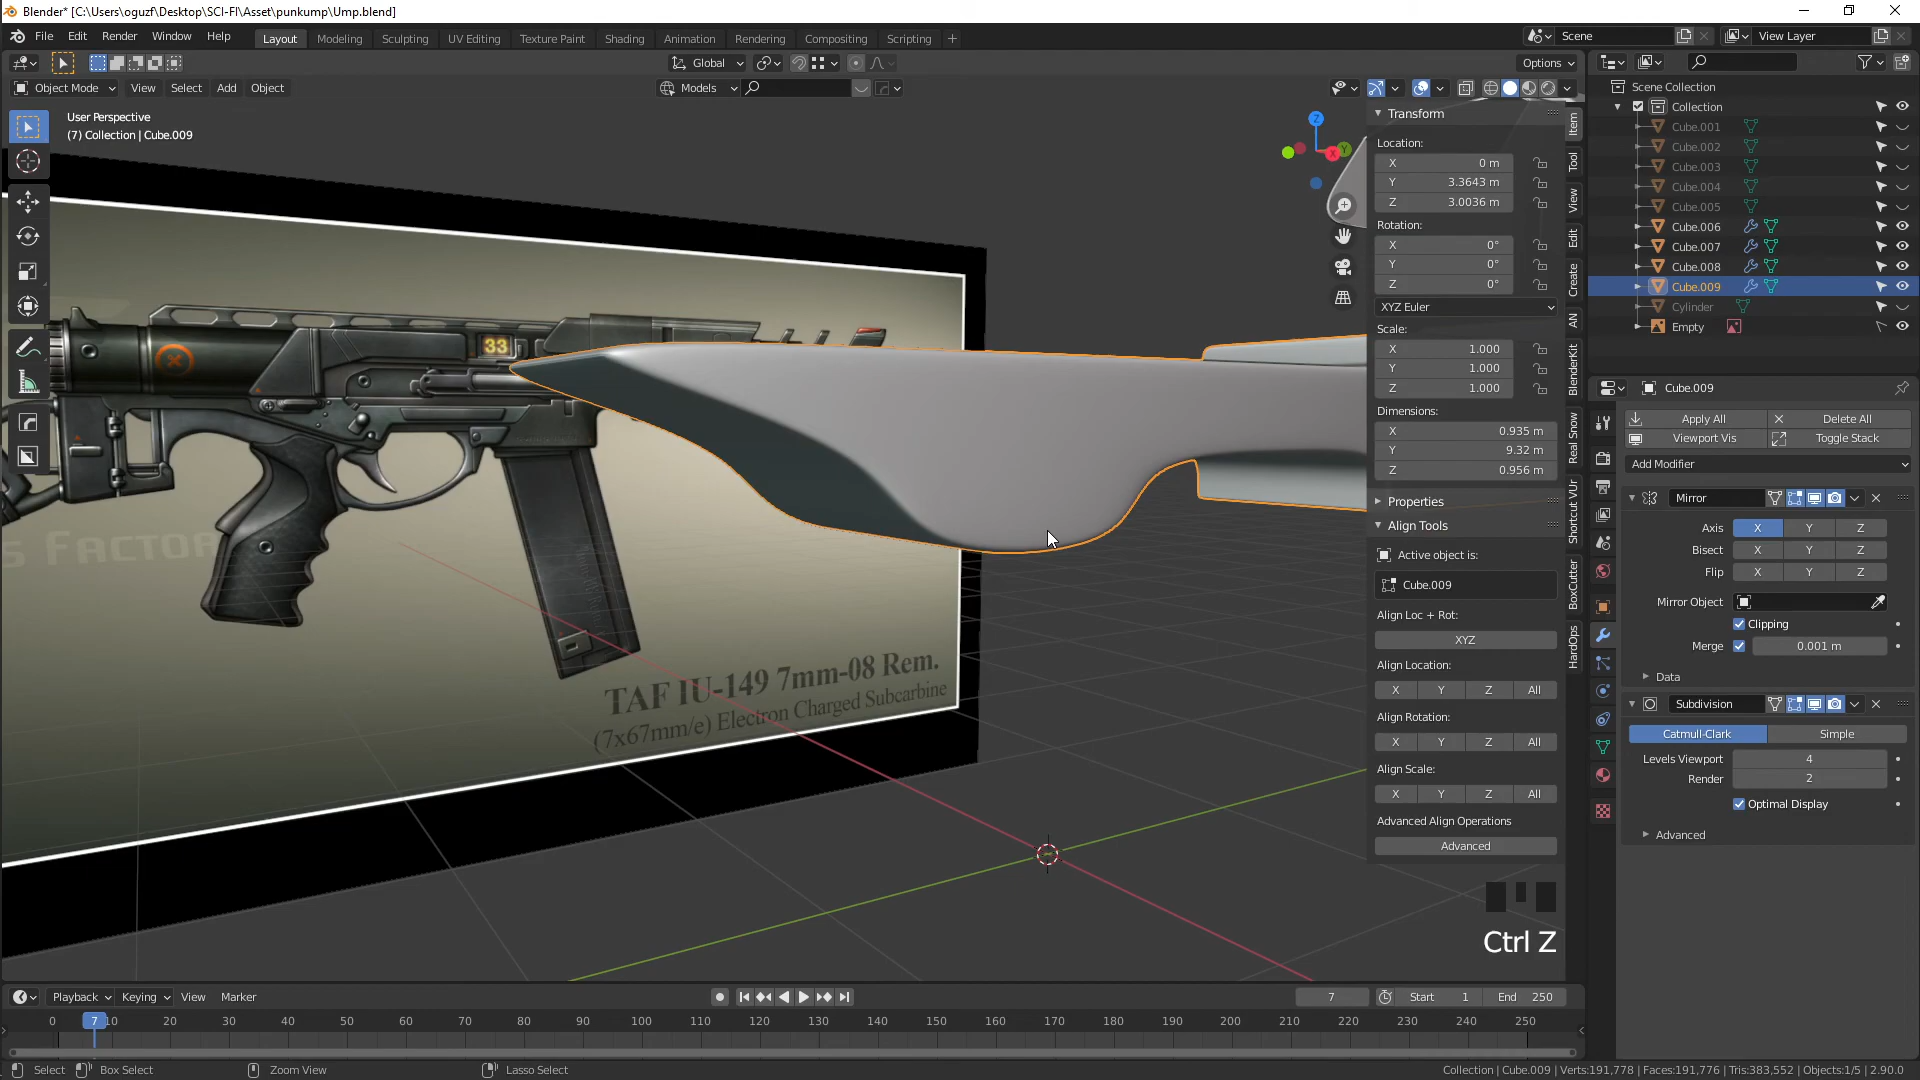 Blender* [C:\Users\oguzf\Desktop\SCI-FI\Asset\punkump\Ump.blend]
File Edit Render Window Help Layout Modeling Sculpting UV Editing Texture Paint Shading Animation Rendering Compositing Scripting + Scene View Layer
Global Options
Object Mode View Select Add Object Models
User Perspective
(7) Collection | Cube.009
Transform
Location:
X 0 m
Y 3.3643 m
Z 3.0036 m
Rotation:
X 0°
Y 0°
Z 0°
XYZ Euler
Scale:
X 1.000
Y 1.000
Z 1.000
Dimensions:
X 0.935 m
Y 9.32 m
Z 0.956 m
Properties
Align Tools
Active object is:
Cube.009
Align Loc + Rot:
XYZ
Align Location:
X Y Z All
Align Rotation:
X Y Z All
Align Scale:
X Y Z All
Advanced Align Operations
Advanced
Item
Tool
View
Edit
Create
AN
BlenderKit
Real Snow
Shortcut VUr
BoxCutter
HardOps
Z
X
Y
33
S FACTOR
TAF IU-149 7mm-08 Rem.
(7x67mm/e) Electron Charged Subcarbine
Ctrl Z
Scene Collection
Collection
Cube.001
Cube.002
Cube.003
Cube.004
Cube.005
Cube.006
Cube.007
Cube.008
Cube.009
Cylinder
Empty
Cube.009
Apply All Delete All
Viewport Vis Toggle Stack
Add Modifier
Mirror
Axis X Y Z
Bisect X Y Z
Flip X Y Z
Mirror Object
Clipping
Merge 0.001 m
Data
Subdivision
Catmull-Clark Simple
Levels Viewport 4
Render 2
Optimal Display
Advanced
Playback Keying View Marker 7 Start 1 End 250
0 7 10 20 30 40 50 60 70 80 90 100 110 120 130 140 150 160 170 180 190 200 210 220 230 240 250
Select Box Select Zoom View Lasso Select Collection | Cube.009 | Verts:191,778 | Faces:191,776 | Tris:383,552 | Objects:1/5 | 2.90.0